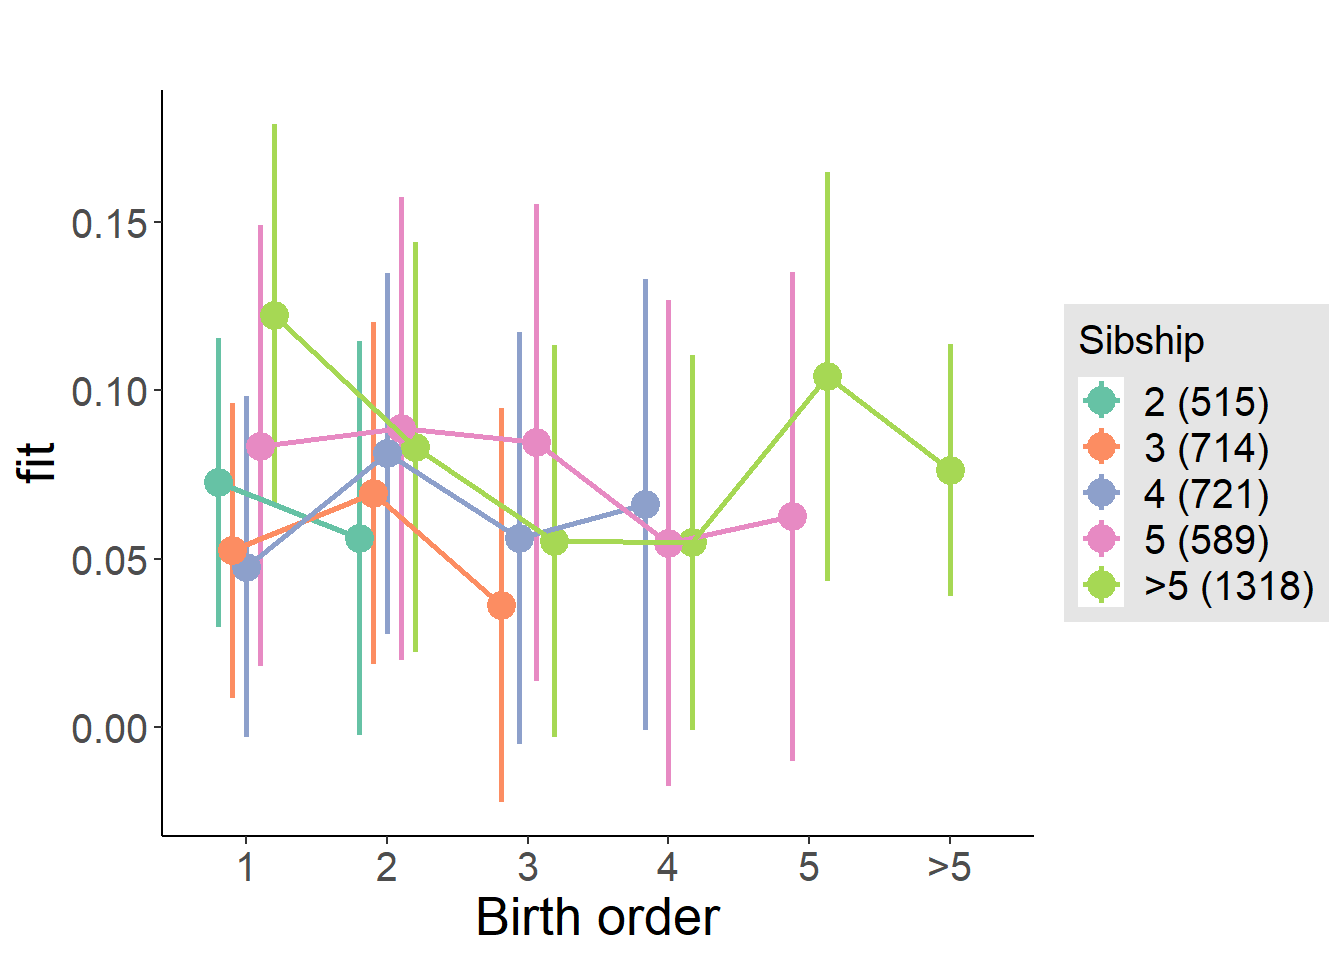 fit
0.15
0.10
0.05
0.00
1 2 3 4 5 >5
Birth order
Sibship
2 (515)
3 (714)
4 (721)
5 (589)
>5 (1318)